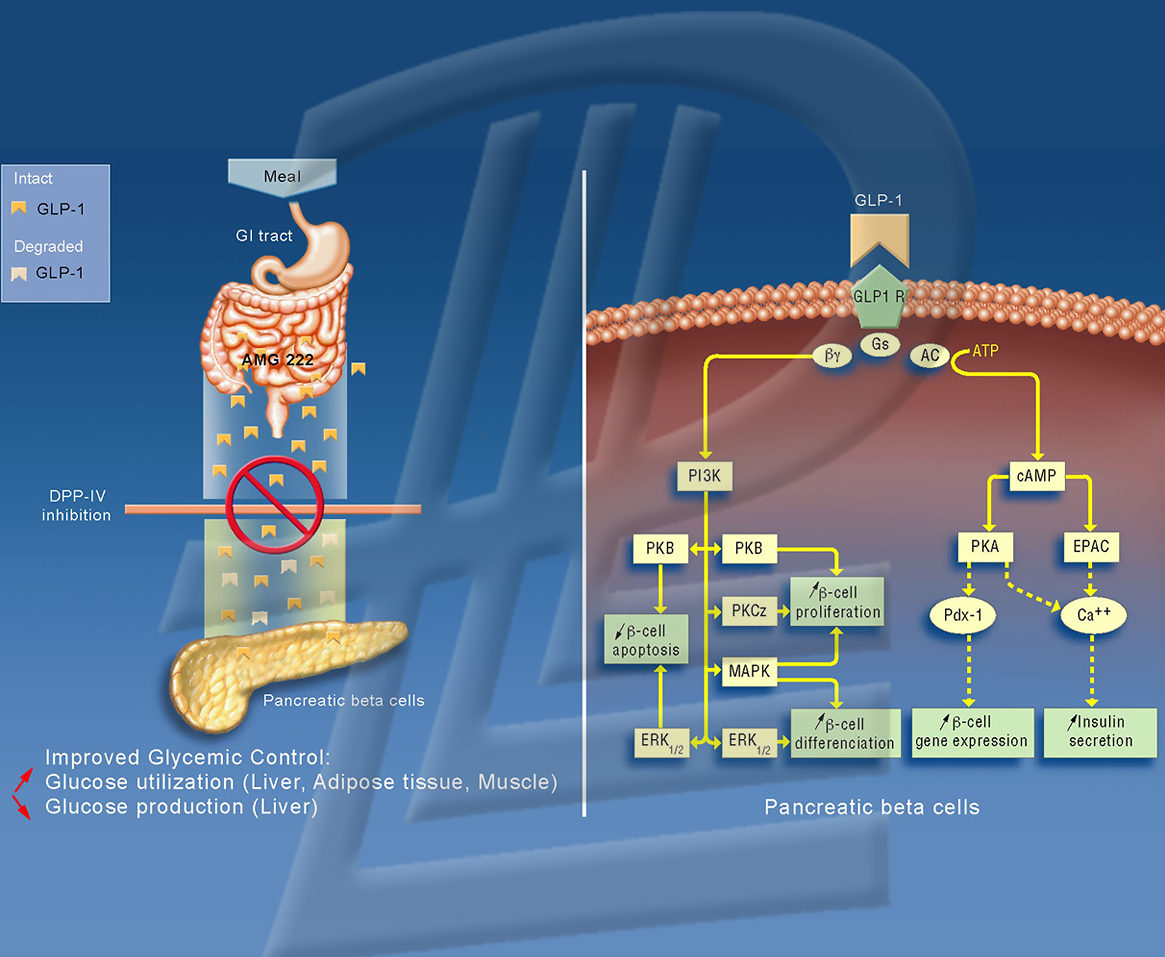 Intact
GLP-1
Degraded
GLP-1
Meal
GI tract
AMG 222
DPP-IV
inhibition
Pancreatic beta cells
Improved Glycemic Control:
Glucose utilization (Liver, Adipose tissue, Muscle)
Glucose production (Liver)
GLP-1
GLP1 R
βγ
Gs
AC
ATP
PI3K
cAMP
PKB
PKB
PKA
EPAC
β-cell
proliferation
PKCz
Pdx-1
Ca++
β-cell
apoptosis
MAPK
ERK1/2
ERK1/2
β-cell
differenciation
β-cell
gene expression
Insulin
secretion
Pancreatic beta cells